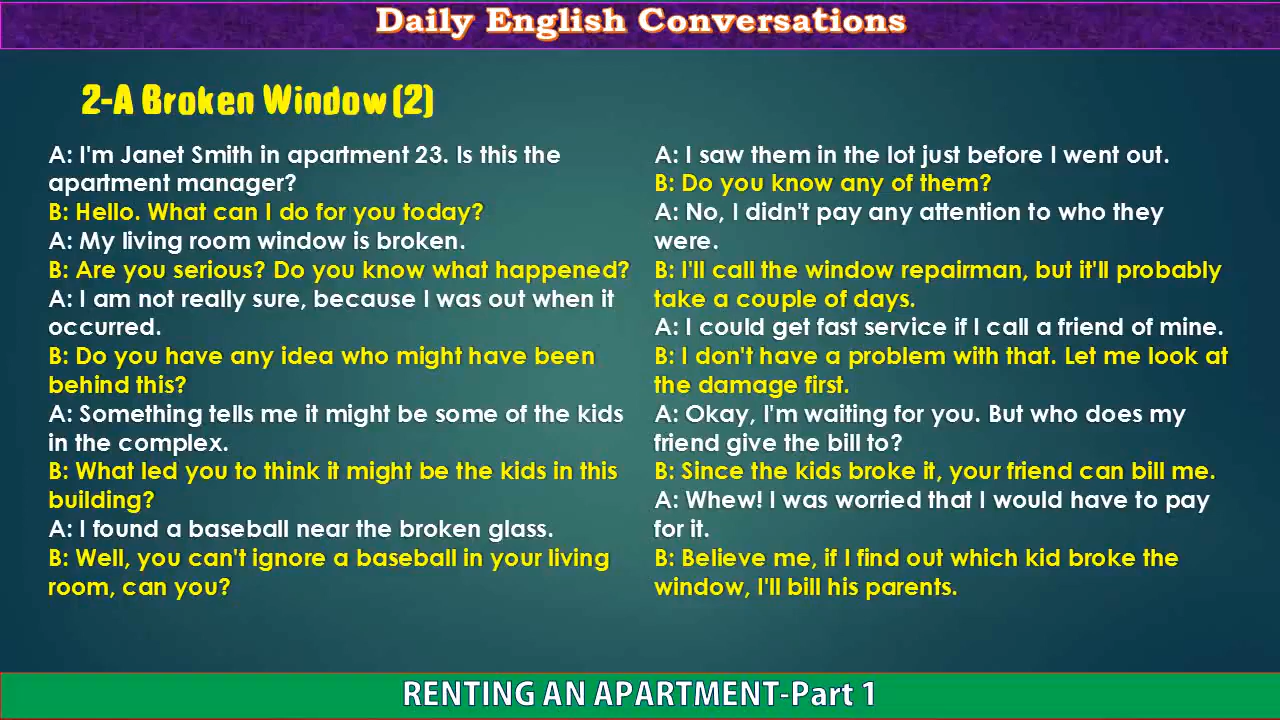 Daily English Conversations
2-A Broken Window(2)
A: I'm Janet Smith in apartment 23. Is this the
apartment manager?
B: Hello. What can I do for you today?
A: My living room window is broken.
B: Are you serious? Do you know what happened?
A: I am not really sure, because I was out when it
occurred.
B: Do you have any idea who might have been
behind this?
A: Something tells me it might be some of the kids
in the complex.
B: What led you to think it might be the kids in this
building?
A: I found a baseball near the broken glass.
B: Well, you can't ignore a baseball in your living
room, can you?
A: I saw them in the lot just before I went out.
B: Do you know any of them?
A: No, I didn't pay any attention to who they
were.
B: I'll call the window repairman, but it'll probably
take a couple of days.
A: I could get fast service if I call a friend of mine.
B: I don't have a problem with that. Let me look at
the damage first.
A: Okay, I'm waiting for you. But who does my
friend give the bill to?
B: Since the kids broke it, your friend can bill me.
A: Whew! I was worried that I would have to pay
for it.
B: Believe me, if I find out which kid broke the
window, I'll bill his parents.
RENTING AN APARTMENT-Part 1